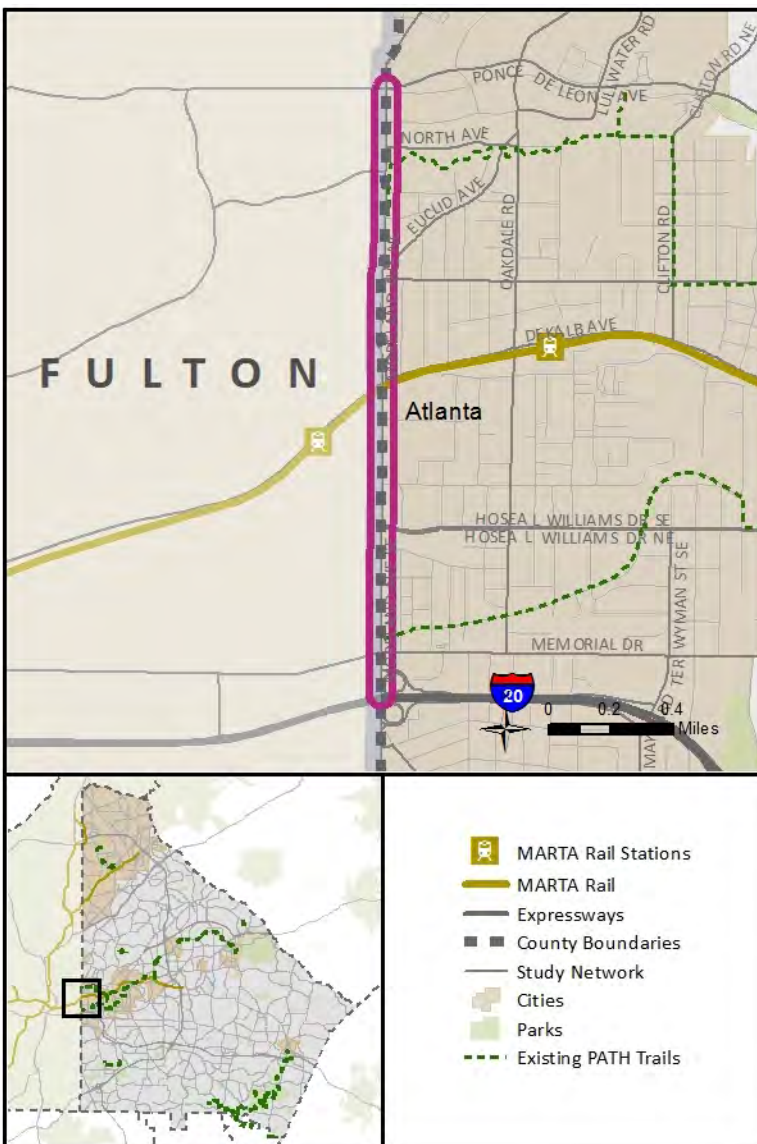 PONCE DE LEON AVE
LULLWATER RD
CLIFTON RD NE
NORTH AVE
EUCLID AVE
OAKDALE RD
CLIFTON RD
DEKALB AVE
FULTON
Atlanta
HOSEA L WILLIAMS DR SE
HOSEA L WILLIAMS DR NE
WYMAN ST SE
MEMORIAL DR
20
0 0.2 0.4
Miles
MARTA Rail Stations
MARTA Rail
Expressways
County Boundaries
Study Network
Cities
Parks
Existing PATH Trails